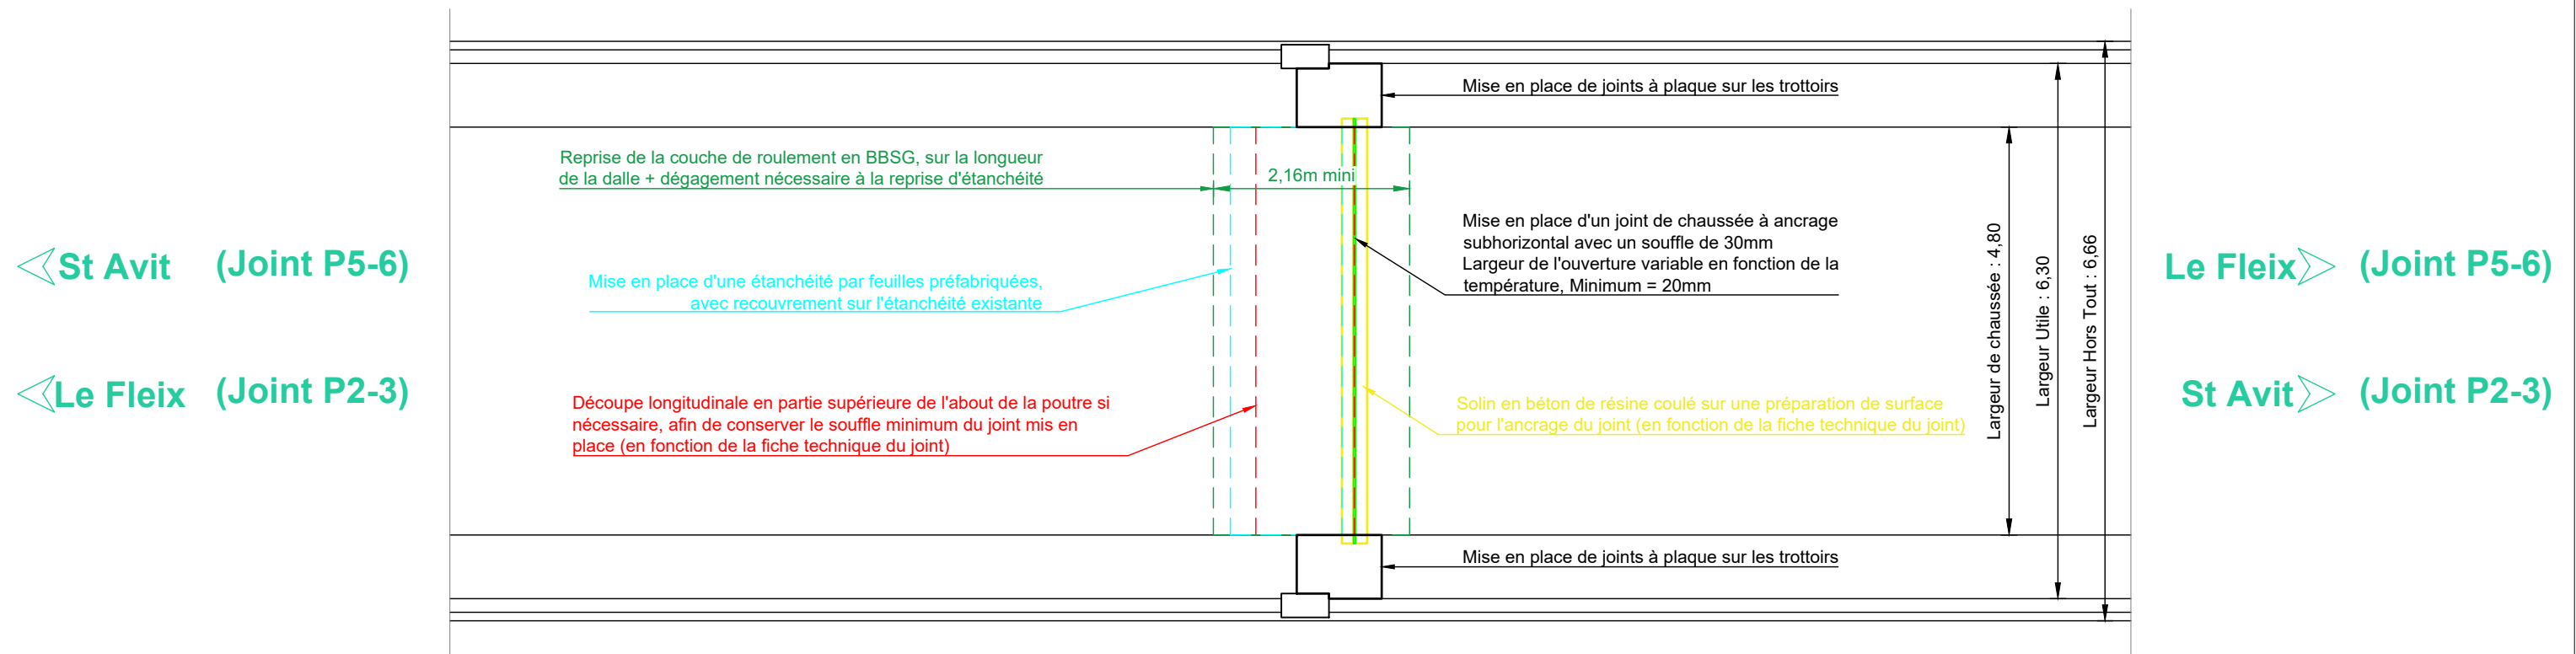 Mise en place de joints à plaque sur les trottoirs
Reprise de la couche de roulement en BBSG, sur la longueur
de la dalle + dégagement nécessaire à la reprise d'étanchéité
2,16m mini
Mise en place d'un joint de chaussée à ancrage
subhorizontal avec un souffle de 30mm
Largeur de l'ouverture variable en fonction de la
température, Minimum = 20mm
St Avit (Joint P5-6)
Le Fleix (Joint P2-3)
Mise en place d'une étanchéité par feuilles préfabriquées,
avec recouvrement sur l'étanchéité existante
Découpe longitudinale en partie supérieure de l'about de la poutre si
nécessaire, afin de conserver le souffle minimum du joint mis en
place (en fonction de la fiche technique du joint)
Solin en béton de résine coulé sur une préparation de surface
pour l'ancrage du joint (en fonction de la fiche technique du joint)
Mise en place de joints à plaque sur les trottoirs
Largeur de chaussée : 4,80
Largeur Utile : 6,30
Largeur Hors Tout : 6,66
Le Fleix (Joint P5-6)
St Avit (Joint P2-3)